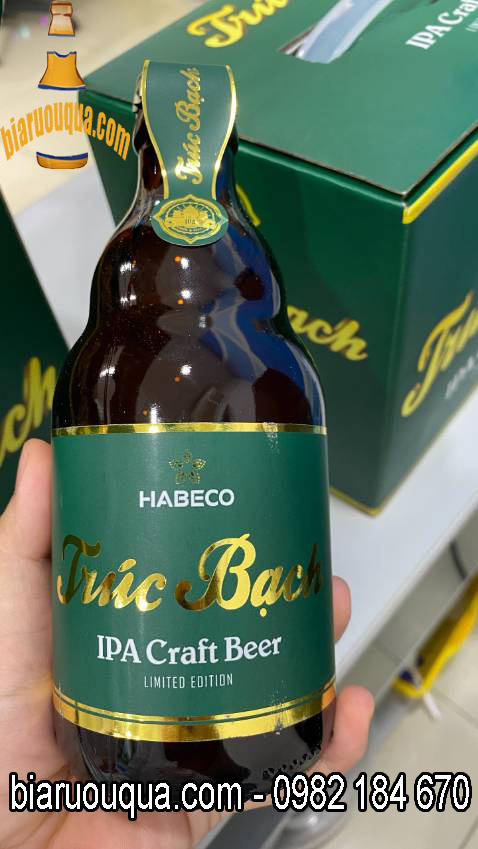 Trúc Bạch
IPA Craft Beer
biaruouqua.com
Trúc Bạch
HABECO
Trúc Bạch
IPA Craft Beer
LIMITED EDITION
biaruouqua.com - 0982 184 670